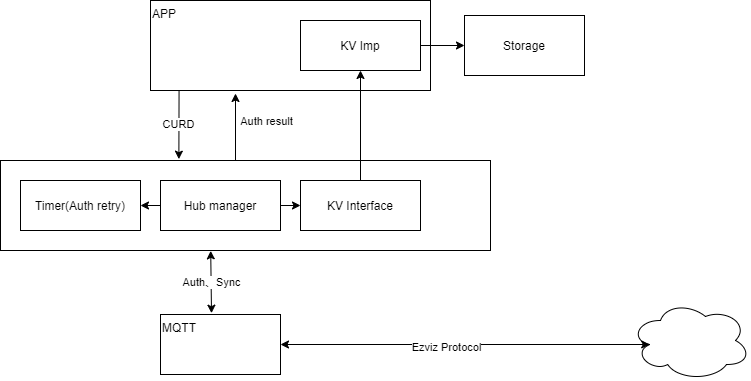 APP
KV Imp
Storage
CURD
Auth result
Timer(Auth retry)
Hub manager
KV Interface
Auth、Sync
MQTT
Ezviz Protocol